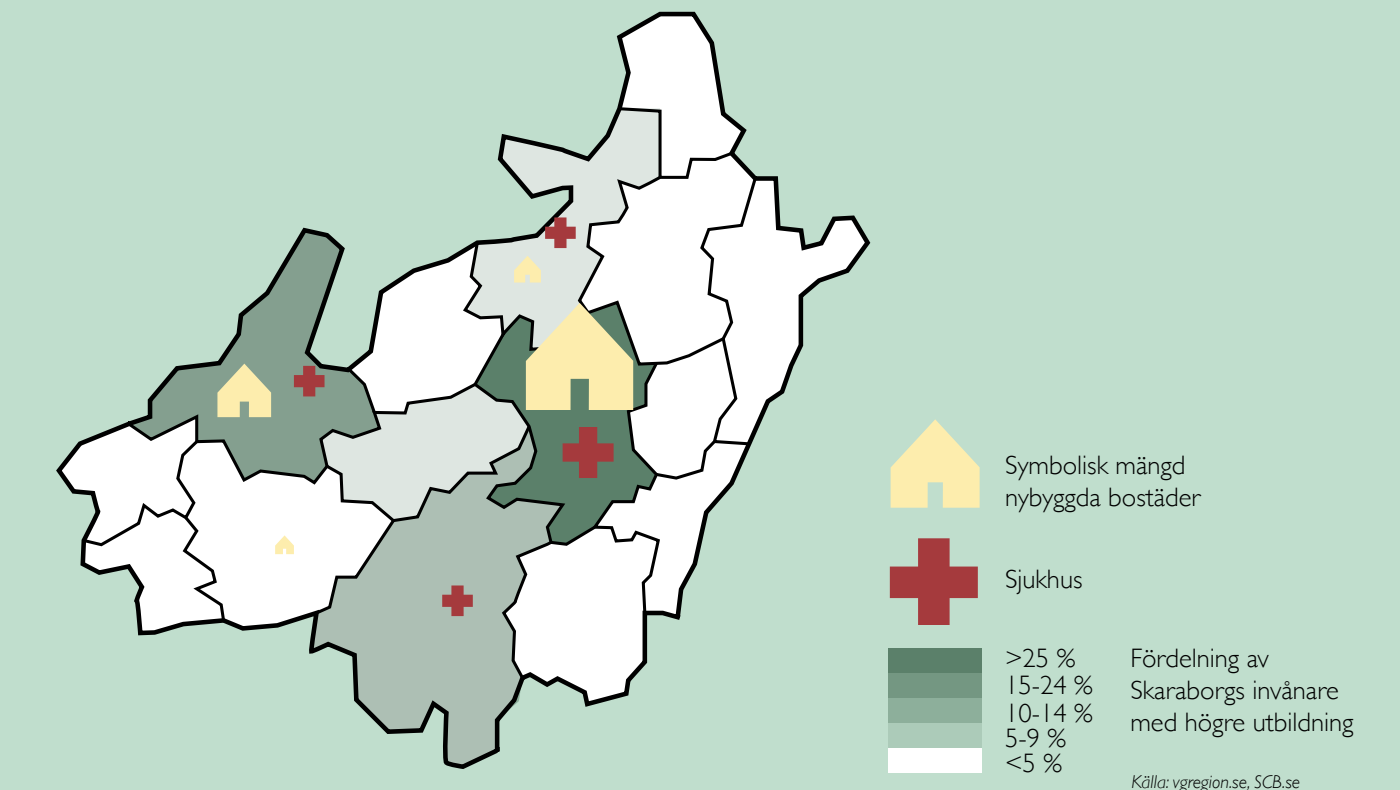 Symbolisk mängd
nybyggda bostäder
Sjukhus
>25 %
15-24 %
10-14 %
5-9 %
<5 %
Fördelning av
Skaraborgs invånare
med högre utbildning
Källa: vgregion.se, SCB.se